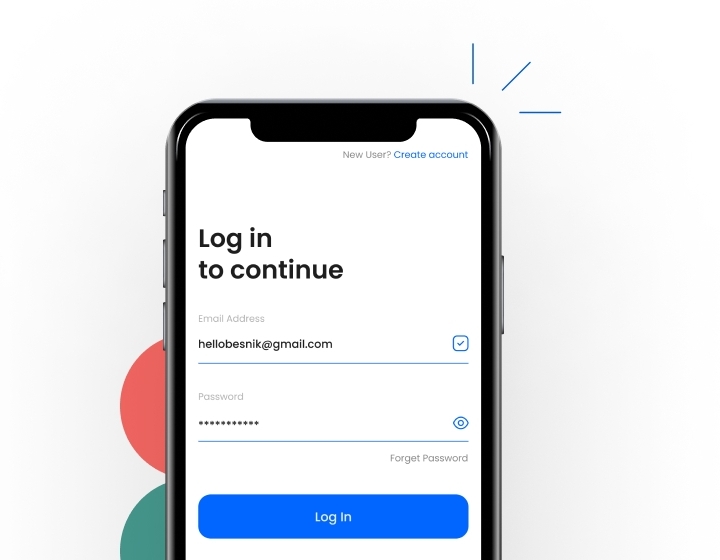 New User? Create account
Log in
to continue
Email Address
hellobesnik@gmail.com
Password
***********
Forget Password
Log In